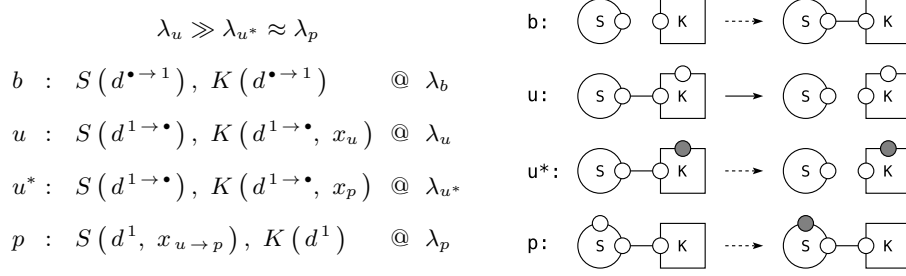 λ_u ≫ λ_{u*} ≈ λ_p
b : S ( d^{• → 1} ) , K ( d^{• → 1} ) @ λ_b
u : S ( d^{1 → •} ) , K ( d^{1 → •}, x_u ) @ λ_u
u* : S ( d^{1 → •} ) , K ( d^{1 → •}, x_p ) @ λ_{u*}
p : S ( d^1, x_{u → p} ) , K ( d^1 ) @ λ_p
b: S K S K
u: S K S K
u*: S K S K
p: S K S K